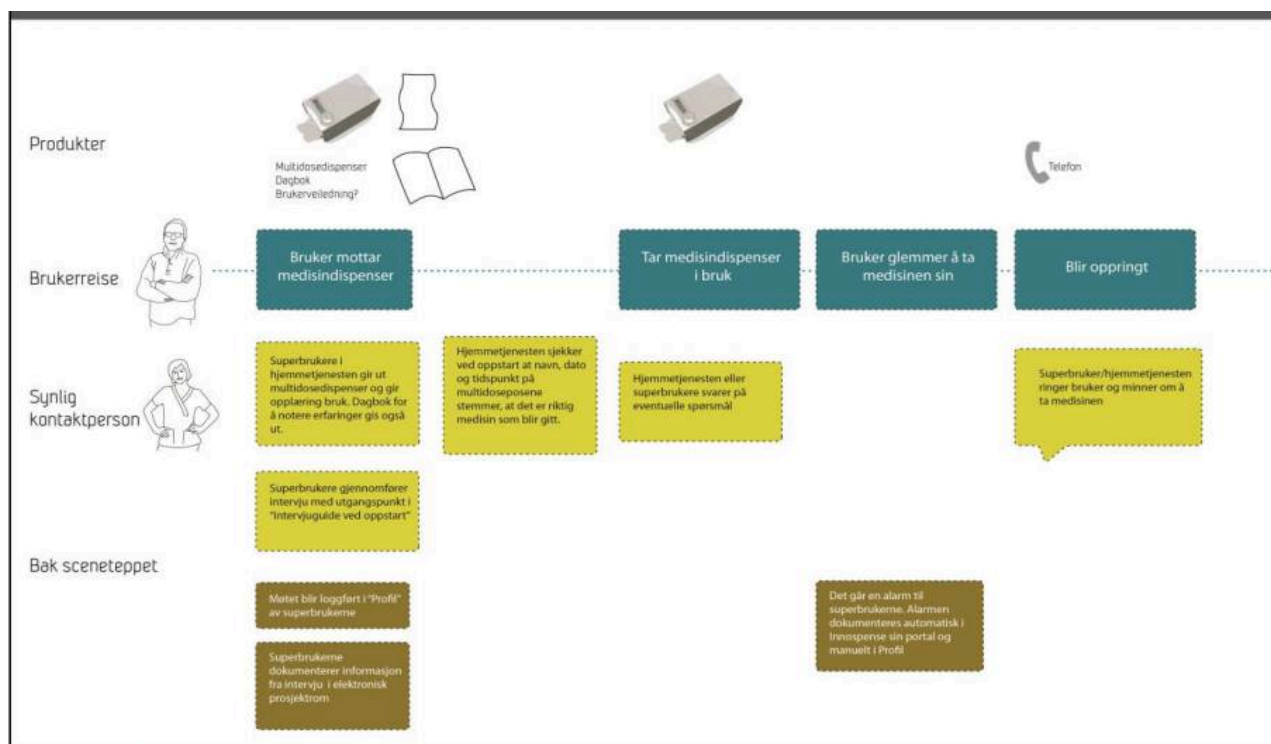 Produkter
Multidosedispenser
Dagbok
Brukerveiledning?
Telefon
Brukerreise
Bruker mottar
medisindispenser
Tar medisindispenser
i bruk
Bruker glemmer å ta
medisinen sin
Blir oppringt
Synlig
kontaktperson
Superbrukere i
hjemmetjenesten gir ut
multidosedispenser og gir
opplæring bruk. Dagbok for
å notere erfaringer gis også
ut.
Hjemmetjenesten sjekker
ved oppstart at navn, dato
og tidspunkt på
multidoseposene
stemmer, at det er riktig
medisin som blir gitt.
Hjemmetjenesten eller
superbrukere svarer på
eventuelle spørsmål
Superbruker/hjemmetjenesten
ringer bruker og minner om å
ta medisinen
Superbrukere gjennomfører
intervju med utgangspunkt i
"Intervjuguide ved oppstart"
Bak sceneteppet
Møtet blir loggført i "Profil"
av superbrukerne
Superbrukerne
dokumenterer informasjon
fra intervju i elektronisk
prosjektrom
Det går en alarm til
superbrukerne. Alarmen
dokumenteres automatisk i
Innospense sin portal og
manuelt i Profil